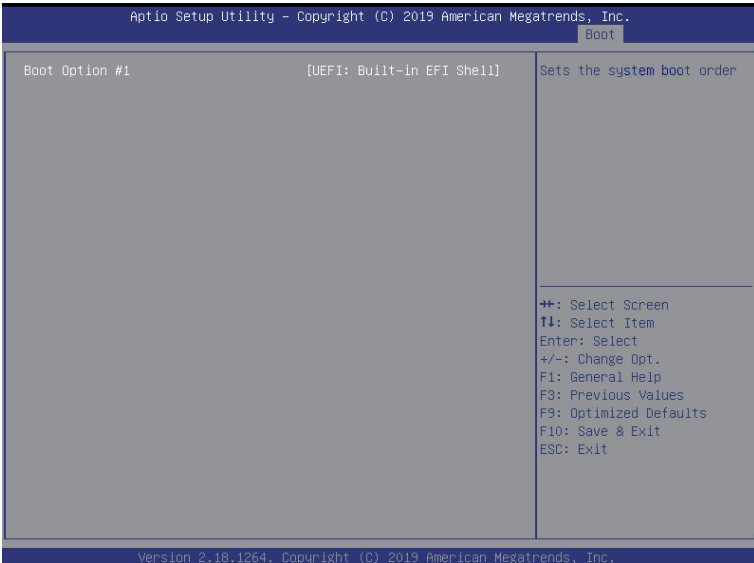 Aptio Setup Utility – Copyright (C) 2019 American Megatrends, Inc.
Boot
Boot Option #1 [UEFI: Built-in EFI Shell]
Sets the system boot order
→←: Select Screen
↑↓: Select Item
Enter: Select
+/-: Change Opt.
F1: General Help
F3: Previous Values
F9: Optimized Defaults
F10: Save & Exit
ESC: Exit
Version 2.18.1264. Copyright (C) 2019 American Megatrends, Inc.